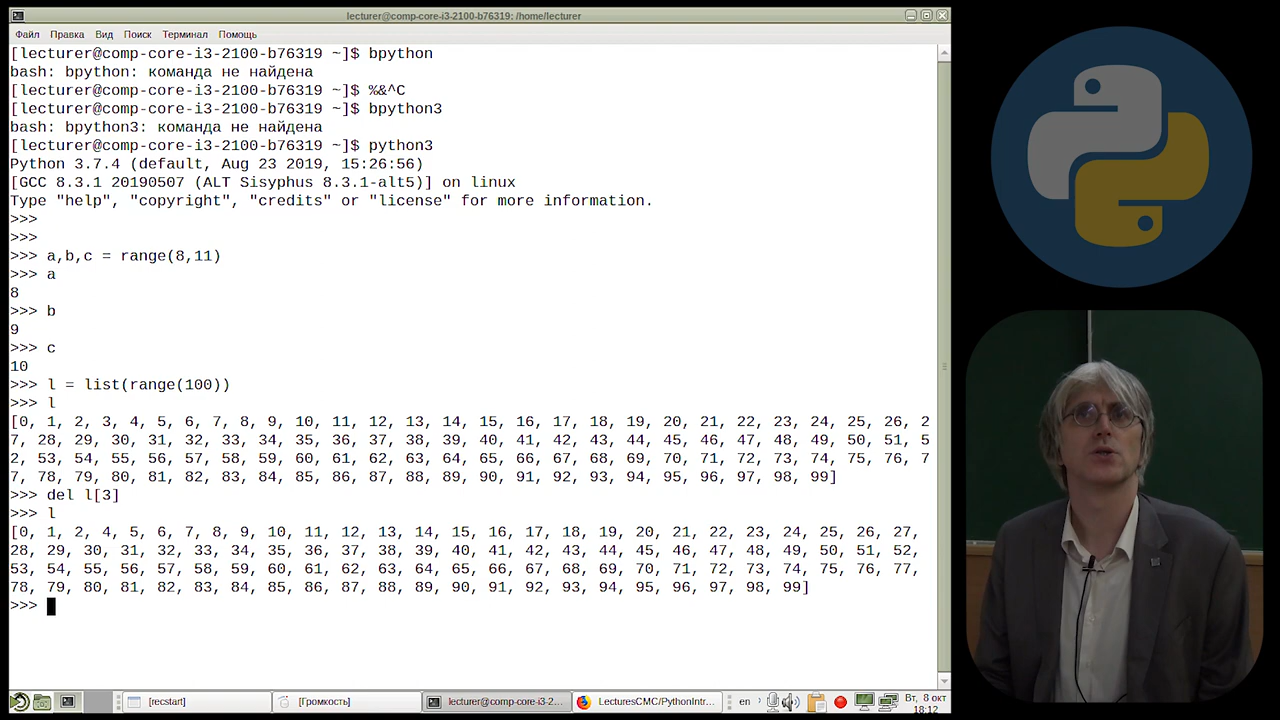 lecturer@comp-core-i3-2100-b76319: /home/lecturer
Файл Правка Вид Поиск Терминал Помощь
[lecturer@comp-core-i3-2100-b76319 ~]$ bpython
bash: bpython: команда не найдена
[lecturer@comp-core-i3-2100-b76319 ~]$ %&^C
[lecturer@comp-core-i3-2100-b76319 ~]$ bpython3
bash: bpython3: команда не найдена
[lecturer@comp-core-i3-2100-b76319 ~]$ python3
Python 3.7.4 (default, Aug 23 2019, 15:26:56)
[GCC 8.3.1 20190507 (ALT Sisyphus 8.3.1-alt5)] on linux
Type "help", "copyright", "credits" or "license" for more information.
>>>
>>>
>>> a,b,c = range(8,11)
>>> a
8
>>> b
9
>>> c
10
>>> l = list(range(100))
>>> l
[0, 1, 2, 3, 4, 5, 6, 7, 8, 9, 10, 11, 12, 13, 14, 15, 16, 17, 18, 19, 20, 21, 22, 23, 24, 25, 26, 2
7, 28, 29, 30, 31, 32, 33, 34, 35, 36, 37, 38, 39, 40, 41, 42, 43, 44, 45, 46, 47, 48, 49, 50, 51, 5
2, 53, 54, 55, 56, 57, 58, 59, 60, 61, 62, 63, 64, 65, 66, 67, 68, 69, 70, 71, 72, 73, 74, 75, 76, 7
7, 78, 79, 80, 81, 82, 83, 84, 85, 86, 87, 88, 89, 90, 91, 92, 93, 94, 95, 96, 97, 98, 99]
>>> del l[3]
>>> l
[0, 1, 2, 4, 5, 6, 7, 8, 9, 10, 11, 12, 13, 14, 15, 16, 17, 18, 19, 20, 21, 22, 23, 24, 25, 26, 27,
28, 29, 30, 31, 32, 33, 34, 35, 36, 37, 38, 39, 40, 41, 42, 43, 44, 45, 46, 47, 48, 49, 50, 51, 52,
53, 54, 55, 56, 57, 58, 59, 60, 61, 62, 63, 64, 65, 66, 67, 68, 69, 70, 71, 72, 73, 74, 75, 76, 77,
78, 79, 80, 81, 82, 83, 84, 85, 86, 87, 88, 89, 90, 91, 92, 93, 94, 95, 96, 97, 98, 99]
>>>
[recstart] [Громкость] lecturer@comp-core-i3-2... LecturesCMC/PythonIntr... en Вт, 8 окт
18:12